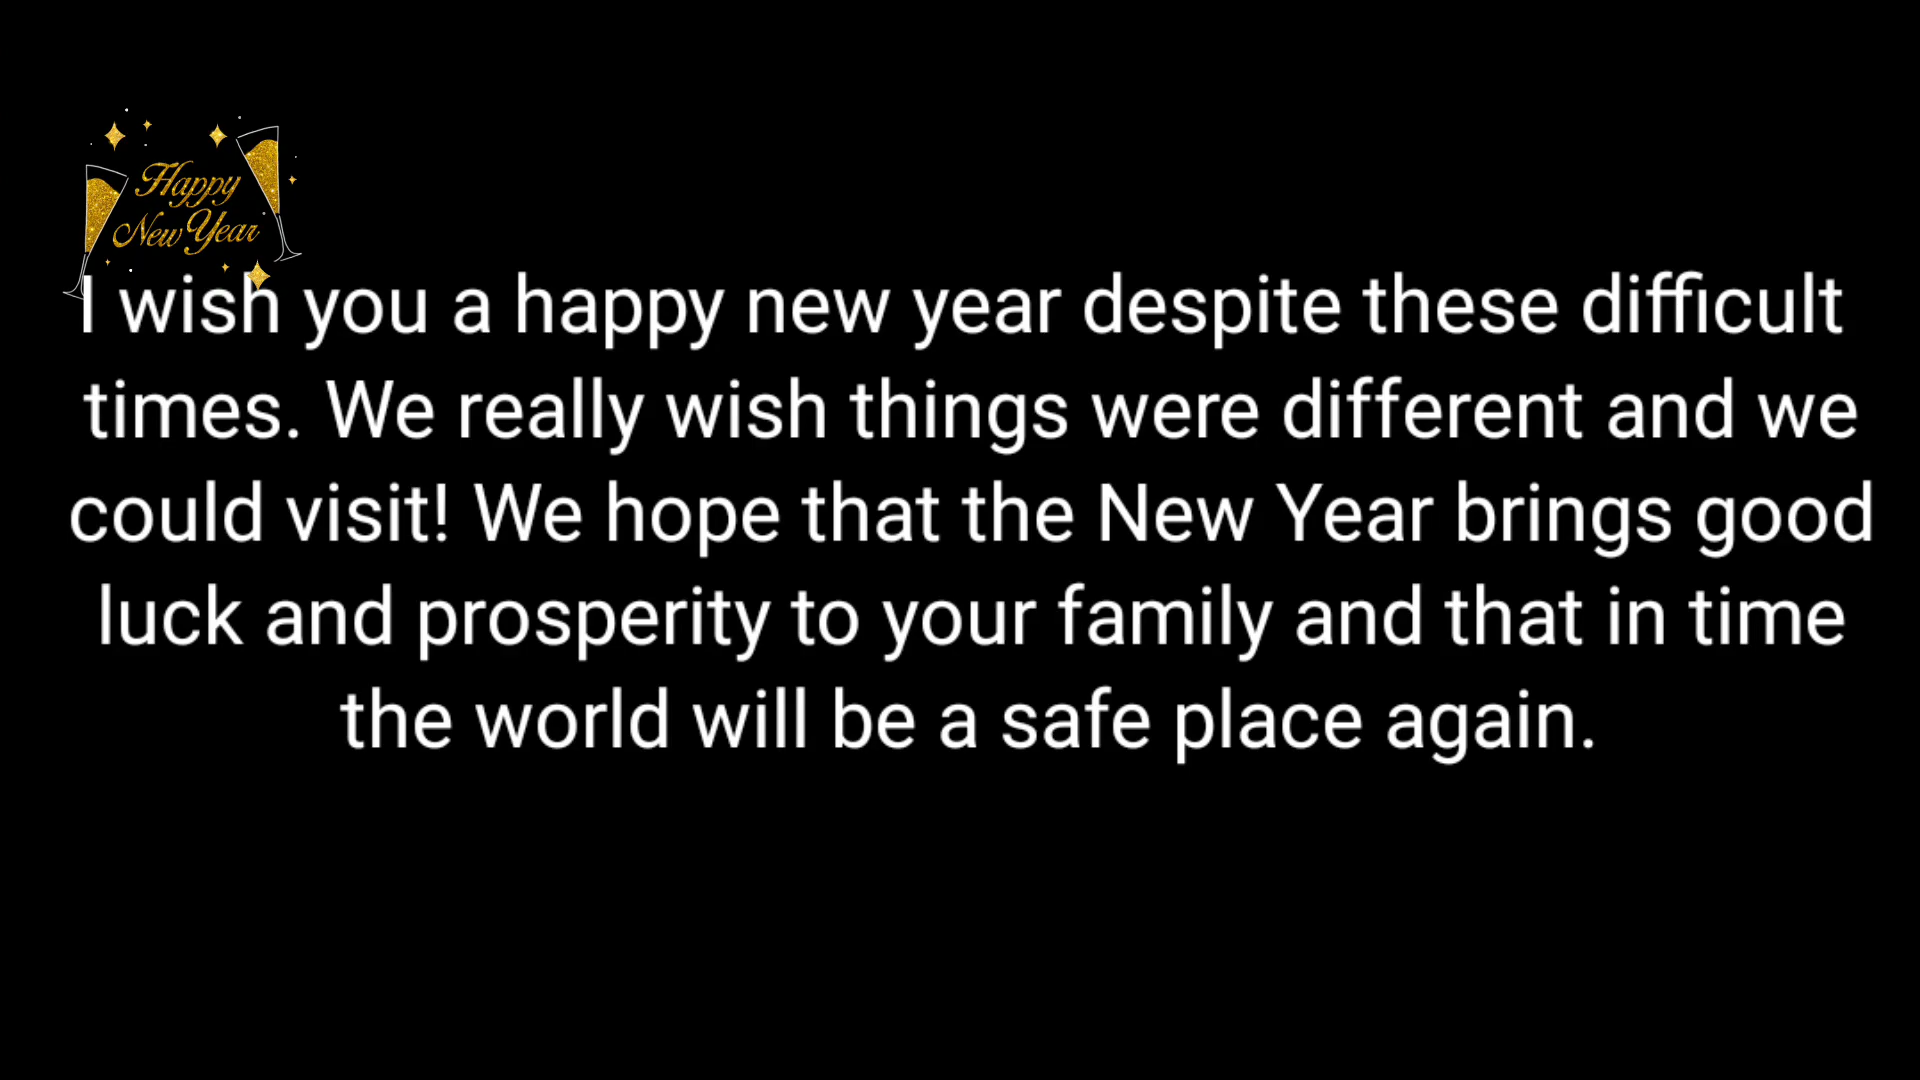 Happy
New Year
I wish you a happy new year despite these difficult
times. We really wish things were different and we
could visit! We hope that the New Year brings good
luck and prosperity to your family and that in time
the world will be a safe place again.